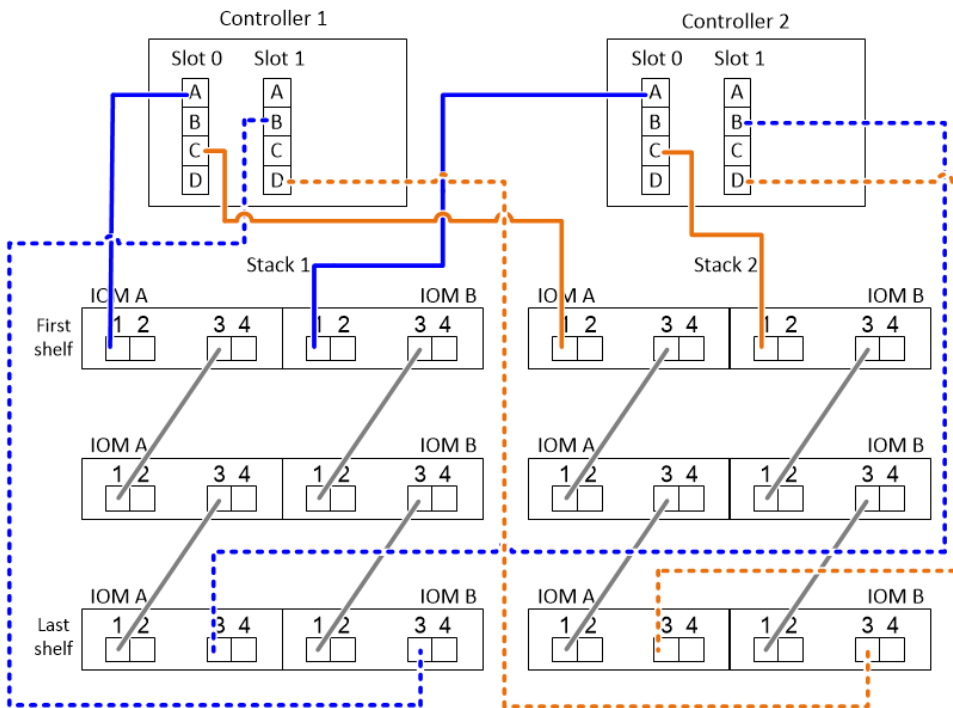 Controller 1 Controller 2
Slot 0 Slot 1 Slot 0 Slot 1
A A A A
B B B B
C C C C
D D D D
Stack 1 Stack 2
IOM A IOM B IOM A IOM B
First shelf 1 2 3 4 1 2 3 4 1 2 3 4 1 2 3 4
IOM A IOM B IOM A IOM B
1 2 3 4 1 2 3 4 1 2 3 4 1 2 3 4
IOM A IOM B IOM A IOM B
Last shelf 1 2 3 4 1 2 3 4 1 2 3 4 1 2 3 4